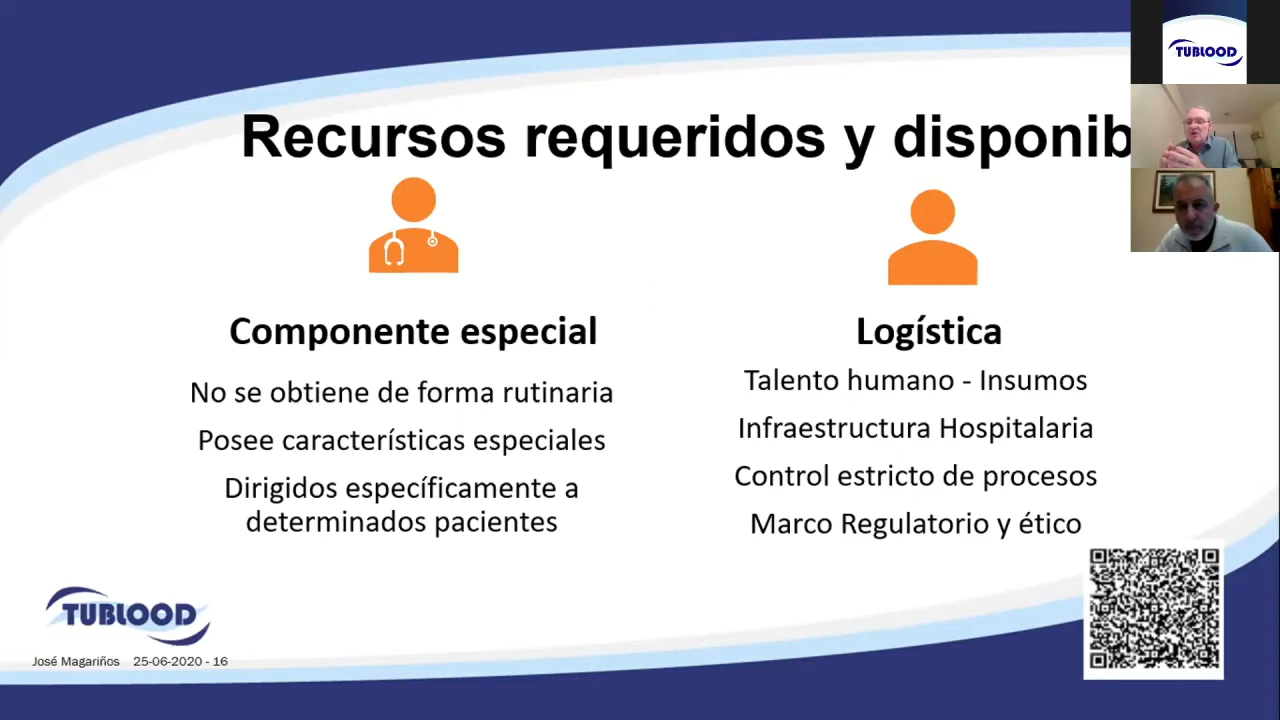 TUBLOOD
Recursos requeridos y disponib
Componente especial
No se obtiene de forma rutinaria
Posee características especiales
Dirigidos específicamente a
determinados pacientes
Logística
Talento humano - Insumos
Infraestructura Hospitalaria
Control estricto de procesos
Marco Regulatorio y ético
TUBLOOD
José Magariños 25-06-2020 - 16